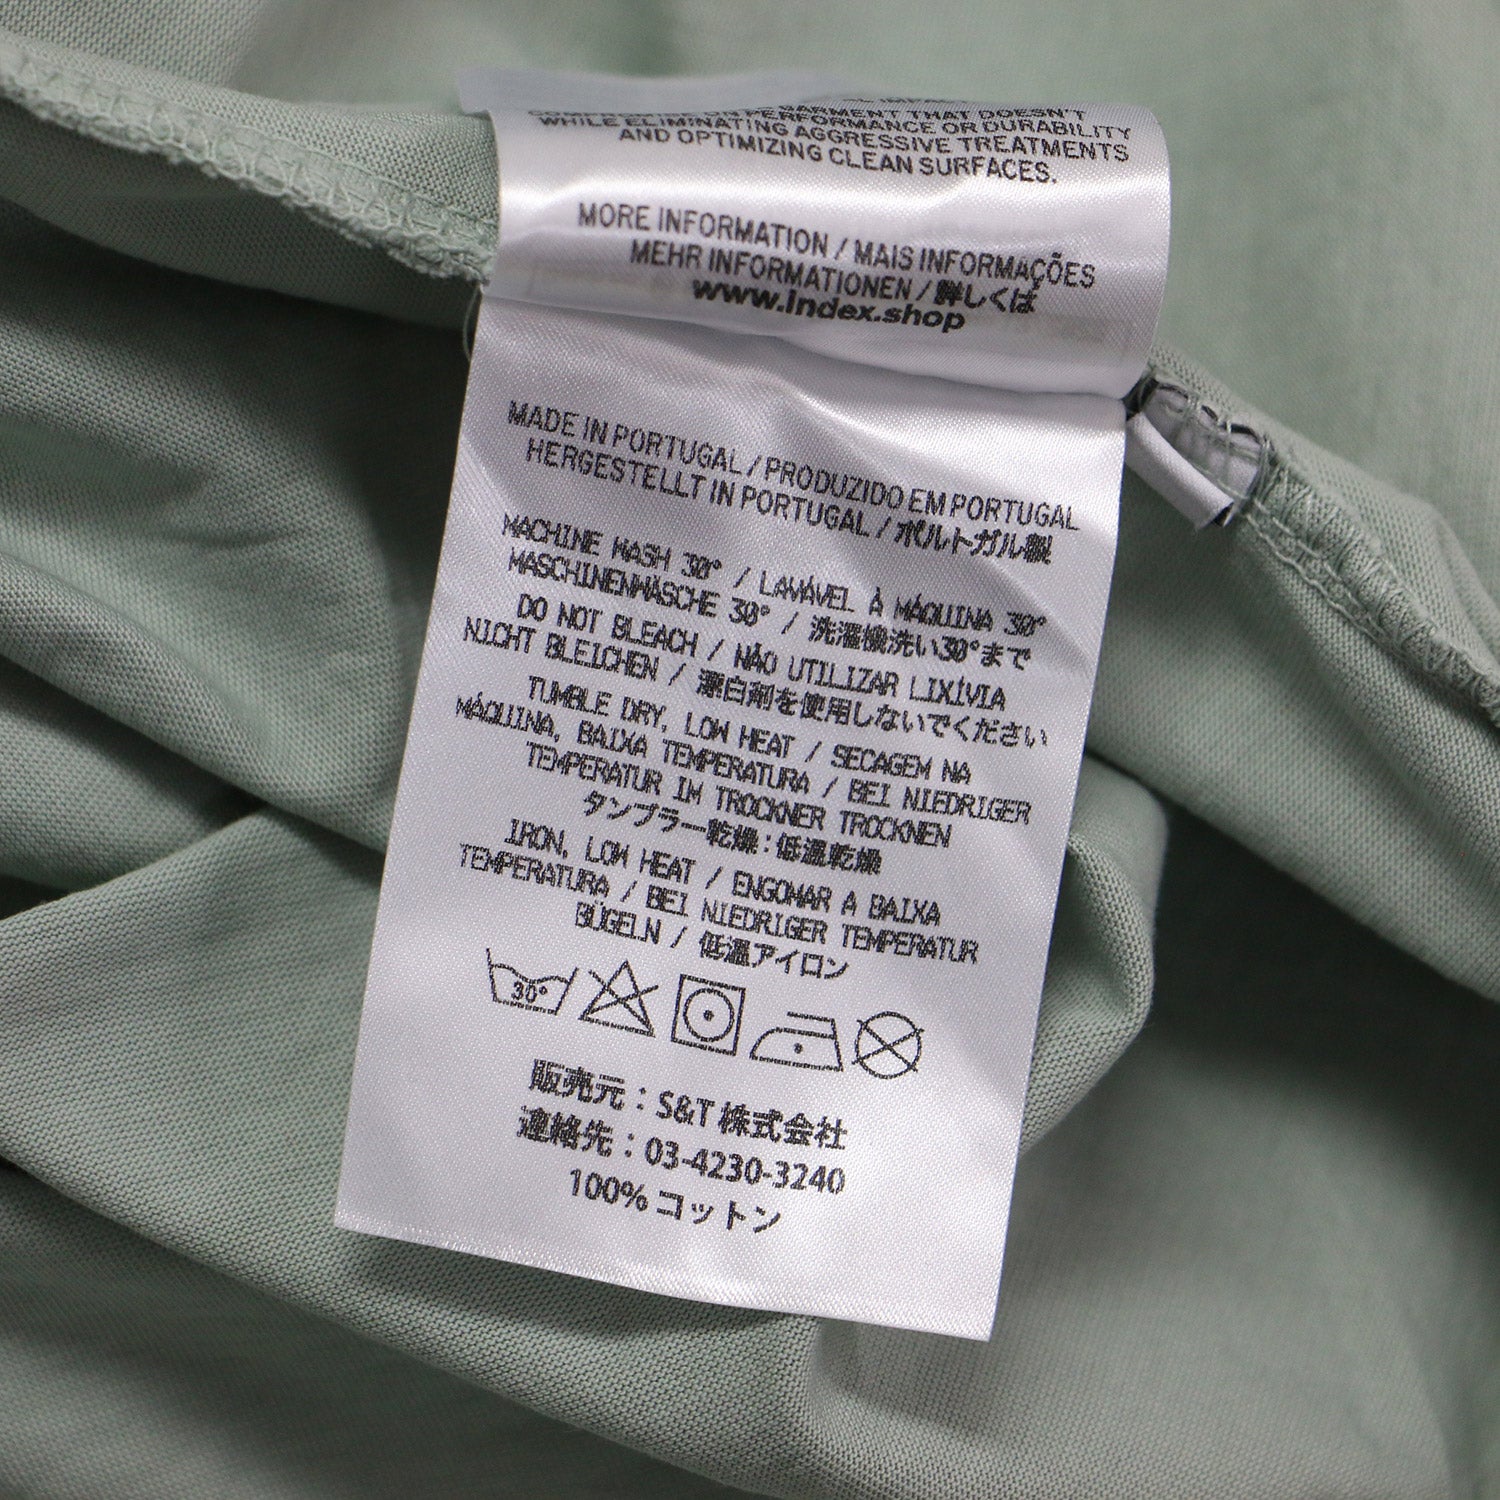 GARMENT THAT DOESN'T
WHILE ELIMINATING PERFORMANCE OR DURABILITY
AND OPTIMIZING AGGRESSIVE TREATMENTS
CLEAN SURFACES.
MORE INFORMATION / MAIS INFORMAÇÕES
MEHR INFORMATIONEN / 詳しくは
www.index.shop
MADE IN PORTUGAL / PRODUZIDO EM PORTUGAL
HERGESTELLT IN PORTUGAL / ポルトガル製
MACHINE WASH 30° / LAVÁVEL À MÁQUINA 30°
MASCHINENWÄSCHE 30° / 洗濯機洗い30°まで
DO NOT BLEACH / NÃO UTILIZAR LIXÍVIA
NICHT BLEICHEN / 漂白剤を使用しないでください
TUMBLE DRY, LOW HEAT / SECAGEM NA
MÁQUINA, BAIXA TEMPERATURA / BEI NIEDRIGER
TEMPERATUR IM TROCKNER TROCKNEN
タンブラー乾燥：低温乾燥
IRON, LOW HEAT / ENGOMAR A BAIXA
TEMPERATURA / BEI NIEDRIGER TEMPERATUR
BÜGELN / 低温アイロン
30°
販売元：S&T 株式会社
連絡先：03-4230-3240
100% コットン